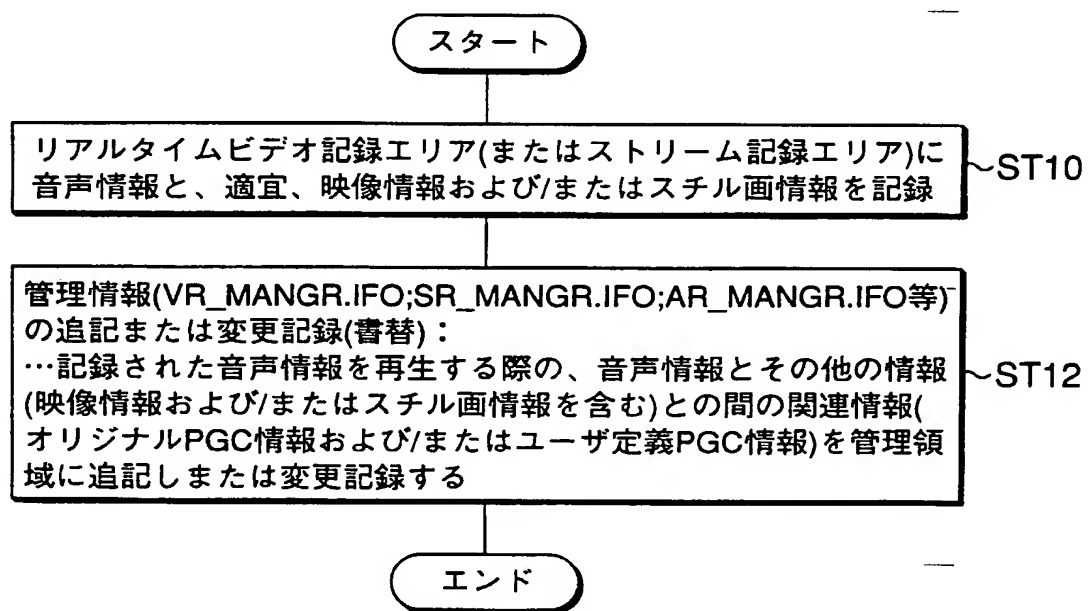 スタート
リアルタイムビデオ記録エリア(またはストリーム記録エリア)に
音声情報と、適宜、映像情報および/またはスチル画情報を記録
~ST10
管理情報(VR_MANGR.IFO;SR_MANGR.IFO;AR_MANGR.IFO等)
の追記または変更記録(書替)：
…記録された音声情報を再生する際の、音声情報とその他の情報
(映像情報および/またはスチル画情報を含む)との間の関連情報(
オリジナルPGC情報および/またはユーザ定義PGC情報)を管理領
域に追記しまたは変更記録する
~ST12
エンド